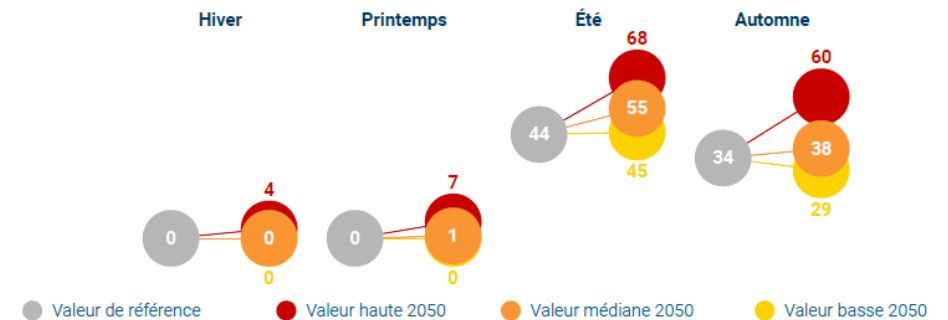 Hiver Printemps Été Automne
68
60
44 55
34 38
45
29
4 7
0 0 0 1
0 0
Valeur de référence Valeur haute 2050 Valeur médiane 2050 Valeur basse 2050